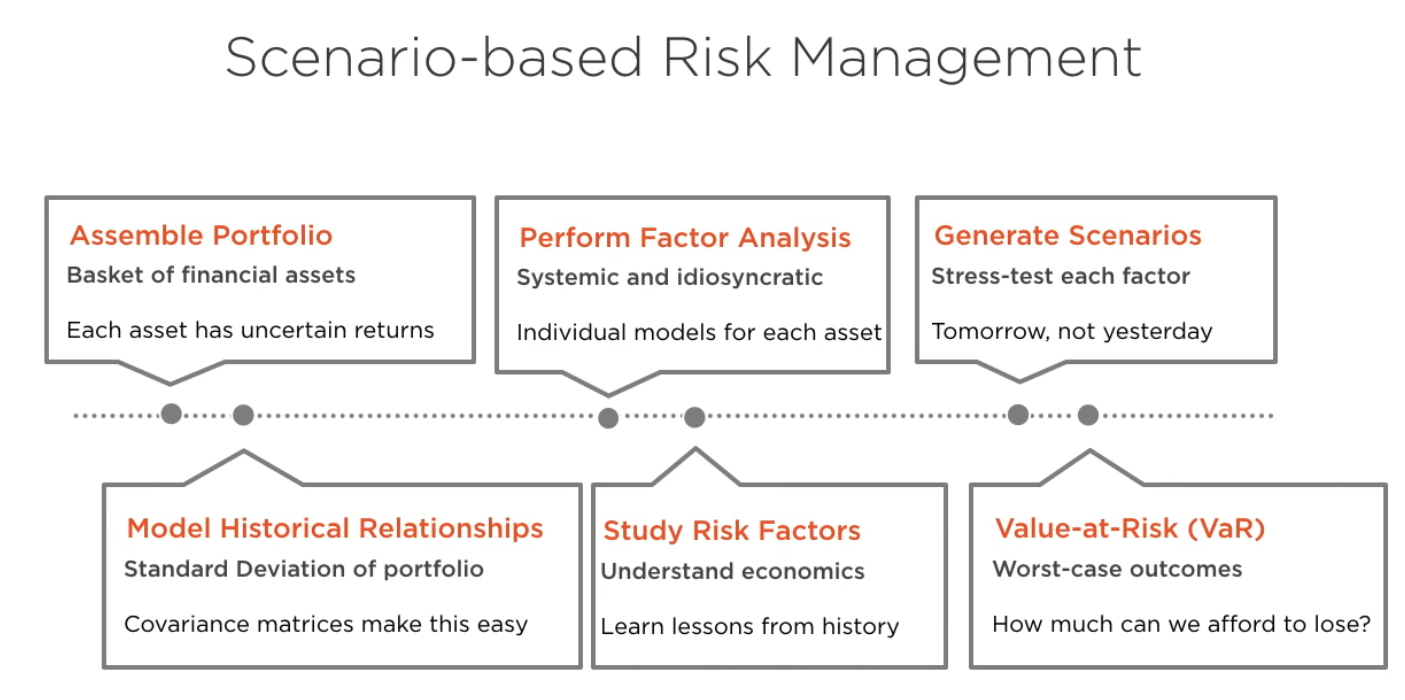 Scenario-based Risk Management
Assemble Portfolio
Basket of financial assets
Each asset has uncertain returns
Perform Factor Analysis
Systemic and idiosyncratic
Individual models for each asset
Generate Scenarios
Stress-test each factor
Tomorrow, not yesterday
Model Historical Relationships
Standard Deviation of portfolio
Covariance matrices make this easy
Study Risk Factors
Understand economics
Learn lessons from history
Value-at-Risk (VaR)
Worst-case outcomes
How much can we afford to lose?